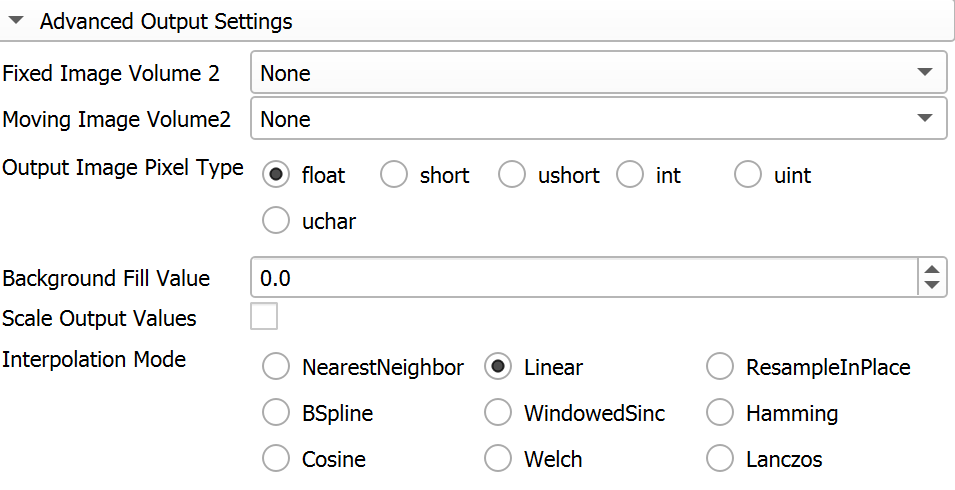 Advanced Output Settings
Fixed Image Volume 2 None
Moving Image Volume2 None
Output Image Pixel Type float short ushort int uint
uchar
Background Fill Value 0.0
Scale Output Values
Interpolation Mode NearestNeighbor Linear ResampleInPlace
BSpline WindowedSinc Hamming
Cosine Welch Lanczos